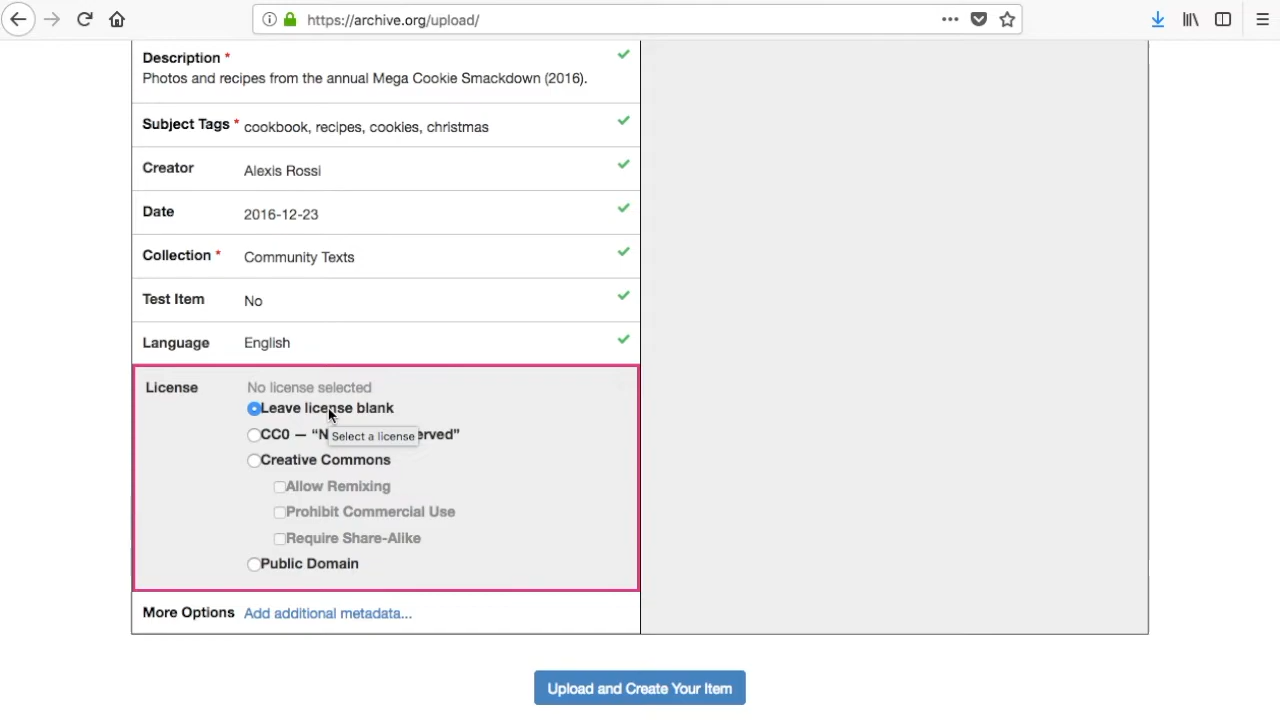 https://archive.org/upload/
Description *
Photos and recipes from the annual Mega Cookie Smackdown (2016).
Subject Tags * cookbook, recipes, cookies, christmas
Creator Alexis Rossi
Date 2016-12-23
Collection * Community Texts
Test Item No
Language English
License No license selected
Leave license blank
CC0 — “N erved”
Select a license
Creative Commons
Allow Remixing
Prohibit Commercial Use
Require Share-Alike
Public Domain
More Options Add additional metadata...
Upload and Create Your Item